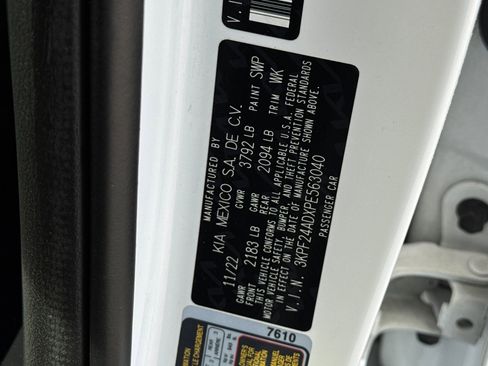 V.I
MANUFACTURED BY
KIA MEXICO S.A. DE C.V.
11/22 GVWR 3792 LB PAINT SWP
GAWR FRONT 2183 LB GAWR REAR 2094 LB TRIM WK
THIS VEHICLE CONFORMS TO ALL APPLICABLE U.S.A. FEDERAL
MOTOR VEHICLE SAFETY, BUMPER, AND THEFT PREVENTION STANDARDS
IN EFFECT ON THE DATE OF MANUFACTURE SHOWN ABOVE.
V.I.N. 3KPF24ADXPE563040
PASSENGER CAR
7610